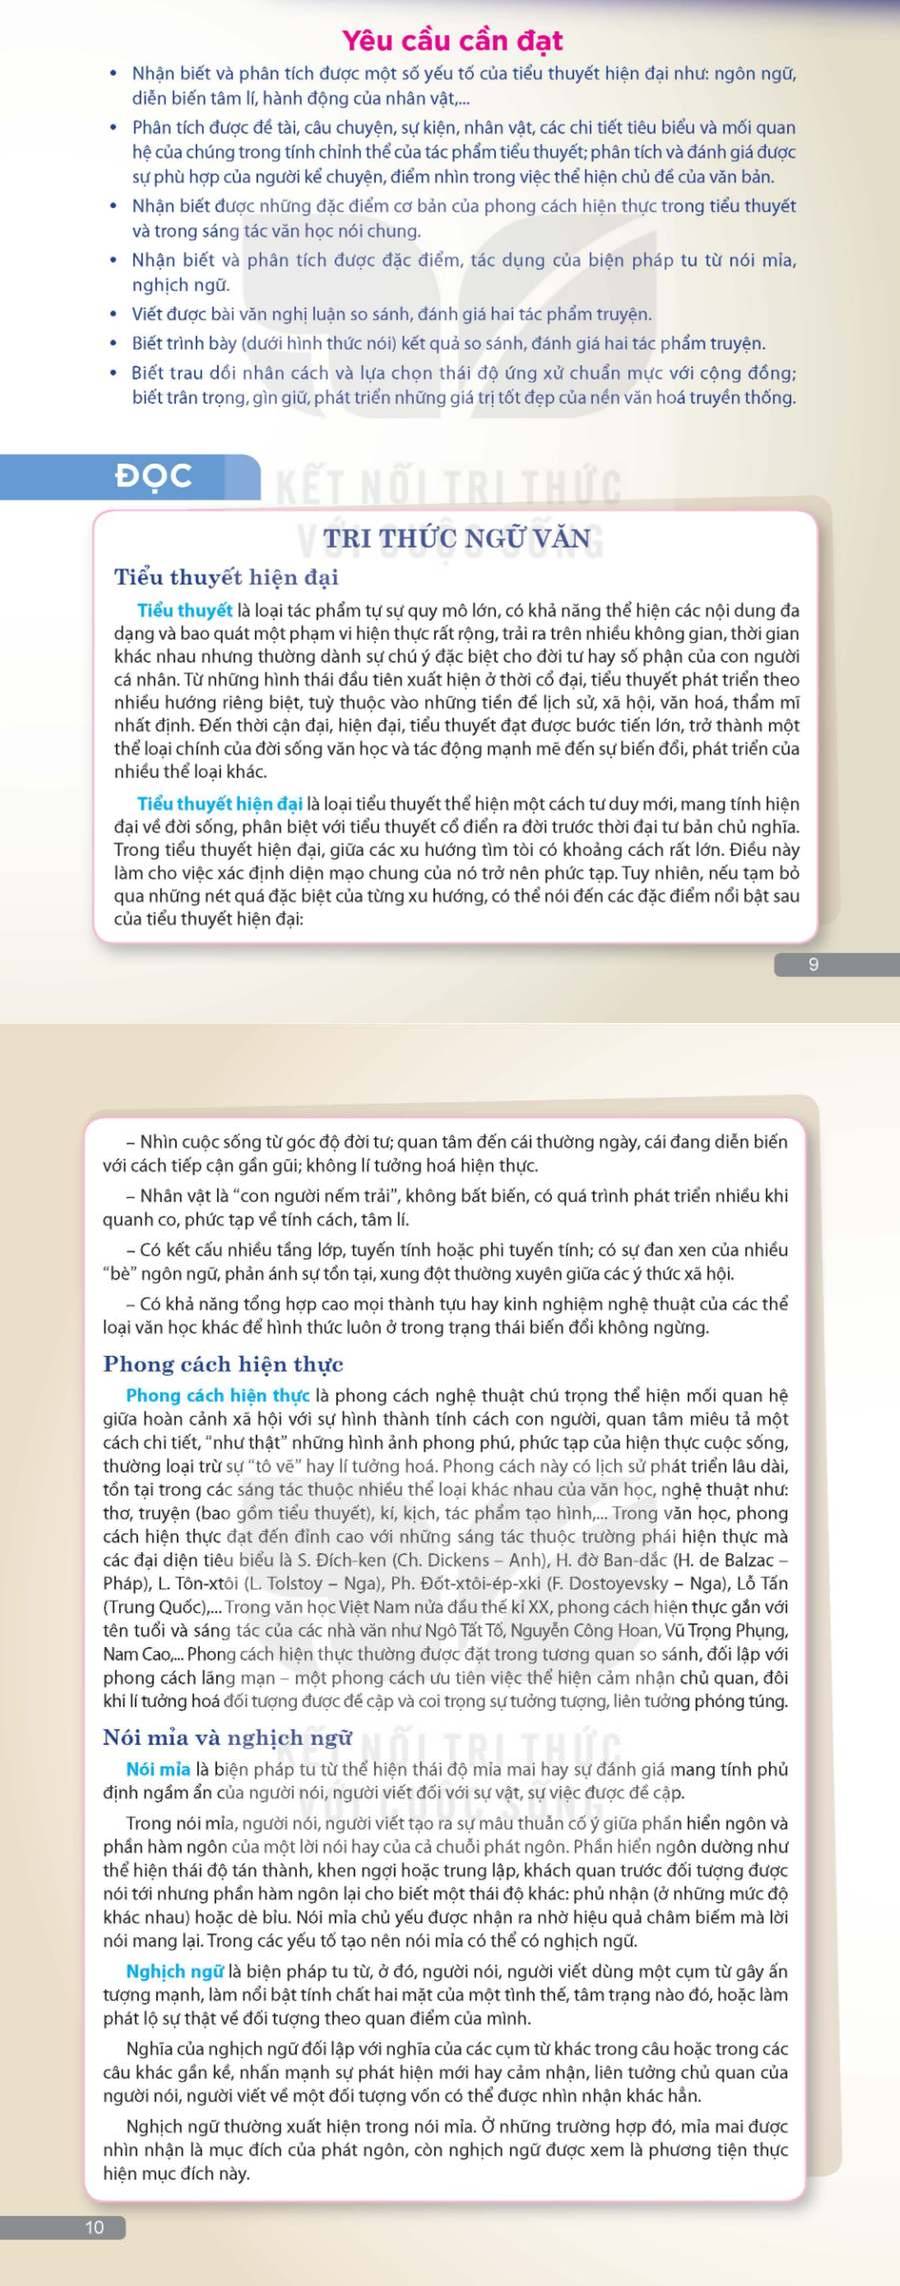 Yêu cầu cần đạt
• Nhận biết và phân tích được một số yếu tố của tiểu thuyết hiện đại như: ngôn ngữ,
diễn biến tâm lí, hành động của nhân vật,...
• Phân tích được đề tài, câu chuyện, sự kiện, nhân vật, các chi tiết tiêu biểu và mối quan
hệ của chúng trong tính chỉnh thể của tác phẩm tiểu thuyết; phân tích và đánh giá được
sự phù hợp của người kể chuyện, điểm nhìn trong việc thể hiện chủ đề của văn bản.
• Nhận biết được những đặc điểm cơ bản của phong cách hiện thực trong tiểu thuyết
và trong sáng tác văn học nói chung.
• Nhận biết và phân tích được đặc điểm, tác dụng của biện pháp tu từ nói mỉa,
nghịch ngữ.
• Viết được bài văn nghị luận so sánh, đánh giá hai tác phẩm truyện.
• Biết trình bày (dưới hình thức nói) kết quả so sánh, đánh giá hai tác phẩm truyện.
• Biết trau dồi nhân cách và lựa chọn thái độ ứng xử chuẩn mực với cộng đồng;
biết trân trọng, gìn giữ, phát triển những giá trị tốt đẹp của nền văn hoá truyền thống.
ĐỌC
KẾT NỐI TRI THỨC
VỚI CUỘC SỐNG
TRI THỨC NGỮ VĂN
Tiểu thuyết hiện đại
Tiểu thuyết là loại tác phẩm tự sự quy mô lớn, có khả năng thể hiện các nội dung đa
dạng và bao quát một phạm vi hiện thực rất rộng, trải ra trên nhiều không gian, thời gian
khác nhau nhưng thường dành sự chú ý đặc biệt cho đời tư hay số phận của con người
cá nhân. Từ những hình thái đầu tiên xuất hiện ở thời cổ đại, tiểu thuyết phát triển theo
nhiều hướng riêng biệt, tuỳ thuộc vào những tiền đề lịch sử, xã hội, văn hoá, thẩm mĩ
nhất định. Đến thời cận đại, hiện đại, tiểu thuyết đạt được bước tiến lớn, trở thành một
thể loại chính của đời sống văn học và tác động mạnh mẽ đến sự biến đổi, phát triển của
nhiều thể loại khác.
Tiểu thuyết hiện đại là loại tiểu thuyết thể hiện một cách tư duy mới, mang tính hiện
đại về đời sống, phân biệt với tiểu thuyết cổ điển ra đời trước thời đại tư bản chủ nghĩa.
Trong tiểu thuyết hiện đại, giữa các xu hướng tìm tòi có khoảng cách rất lớn. Điều này
làm cho việc xác định diện mạo chung của nó trở nên phức tạp. Tuy nhiên, nếu tạm bỏ
qua những nét quá đặc biệt của từng xu hướng, có thể nói đến các đặc điểm nổi bật sau
của tiểu thuyết hiện đại:
9
– Nhìn cuộc sống từ góc độ đời tư; quan tâm đến cái thường ngày, cái đang diễn biến
với cách tiếp cận gần gũi; không lí tưởng hoá hiện thực.
– Nhân vật là “con người nếm trải”, không bất biến, có quá trình phát triển nhiều khi
quanh co, phức tạp về tính cách, tâm lí.
– Có kết cấu nhiều tầng lớp, tuyến tính hoặc phi tuyến tính; có sự đan xen của nhiều
“bè” ngôn ngữ, phản ánh sự tồn tại, xung đột thường xuyên giữa các ý thức xã hội.
– Có khả năng tổng hợp cao mọi thành tựu hay kinh nghiệm nghệ thuật của các thể
loại văn học khác để hình thức luôn ở trong trạng thái biến đổi không ngừng.
Phong cách hiện thực
Phong cách hiện thực là phong cách nghệ thuật chú trọng thể hiện mối quan hệ
giữa hoàn cảnh xã hội với sự hình thành tính cách con người, quan tâm miêu tả một
cách chi tiết, “như thật” những hình ảnh phong phú, phức tạp của hiện thực cuộc sống,
thường loại trừ sự “tô vẽ” hay lí tưởng hoá. Phong cách này có lịch sử phát triển lâu dài,
tồn tại trong các sáng tác thuộc nhiều thể loại khác nhau của văn học, nghệ thuật như:
thơ, truyện (bao gồm tiểu thuyết), kí, kịch, tác phẩm tạo hình,... Trong văn học, phong
cách hiện thực đạt đến đỉnh cao với những sáng tác thuộc trường phái hiện thực mà
các đại diện tiêu biểu là S. Đích-ken (Ch. Dickens – Anh), H. đờ Ban-dắc (H. de Balzac –
Pháp), L. Tôn-xtôi (L. Tolstoy – Nga), Ph. Đốt-xtôi-ép-xki (F. Dostoyevsky – Nga), Lỗ Tấn
(Trung Quốc),... Trong văn học Việt Nam nửa đầu thế kỉ XX, phong cách hiện thực gắn với
tên tuổi và sáng tác của các nhà văn như Ngô Tất Tố, Nguyễn Công Hoan, Vũ Trọng Phụng,
Nam Cao,... Phong cách hiện thực thường được đặt trong tương quan so sánh, đối lập với
phong cách lãng mạn – một phong cách ưu tiên việc thể hiện cảm nhận chủ quan, đôi
khi lí tưởng hoá đối tượng được đề cập và coi trọng sự tưởng tượng, liên tưởng phóng túng.
Nói mỉa và nghịch ngữ
KẾT NỐI TRI THỨC
VỚI CUỘC SỐNG
Nói mỉa là biện pháp tu từ thể hiện thái độ mỉa mai hay sự đánh giá mang tính phủ
định ngầm ẩn của người nói, người viết đối với sự vật, sự việc được đề cập.
Trong nói mỉa, người nói, người viết tạo ra sự mâu thuẫn cố ý giữa phần hiển ngôn và
phần hàm ngôn của một lời nói hay của cả chuỗi phát ngôn. Phần hiển ngôn dường như
thể hiện thái độ tán thành, khen ngợi hoặc trung lập, khách quan trước đối tượng được
nói tới nhưng phần hàm ngôn lại cho biết một thái độ khác: phủ nhận (ở những mức độ
khác nhau) hoặc dè bỉu. Nói mỉa chủ yếu được nhận ra nhờ hiệu quả châm biếm mà lời
nói mang lại. Trong các yếu tố tạo nên nói mỉa có thể có nghịch ngữ.
Nghịch ngữ là biện pháp tu từ, ở đó, người nói, người viết dùng một cụm từ gây ấn
tượng mạnh, làm nổi bật tính chất hai mặt của một tình thế, tâm trạng nào đó, hoặc làm
phát lộ sự thật về đối tượng theo quan điểm của mình.
Nghĩa của nghịch ngữ đối lập với nghĩa của các cụm từ khác trong câu hoặc trong các
câu khác gần kề, nhấn mạnh sự phát hiện mới hay cảm nhận, liên tưởng chủ quan của
người nói, người viết về một đối tượng vốn có thể được nhìn nhận khác hẳn.
Nghịch ngữ thường xuất hiện trong nói mỉa. Ở những trường hợp đó, mỉa mai được
nhìn nhận là mục đích của phát ngôn, còn nghịch ngữ được xem là phương tiện thực
hiện mục đích này.
10